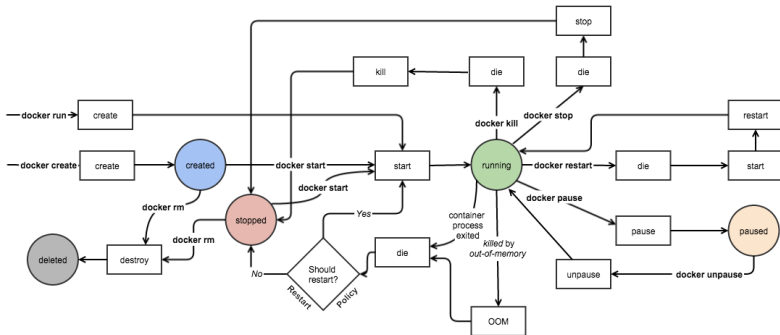 stop
kill
die
die
docker run
create
docker kill
docker stop
restart
docker create
create
created
docker start
start
running
docker restart
die
start
docker start
docker rm
docker pause
stopped
Yes
container
process
exited
pause
paused
docker rm
killed by
out-of-memory
deleted
destroy
No
Should
restart?
Restart
Policy
die
unpause
docker unpause
OOM